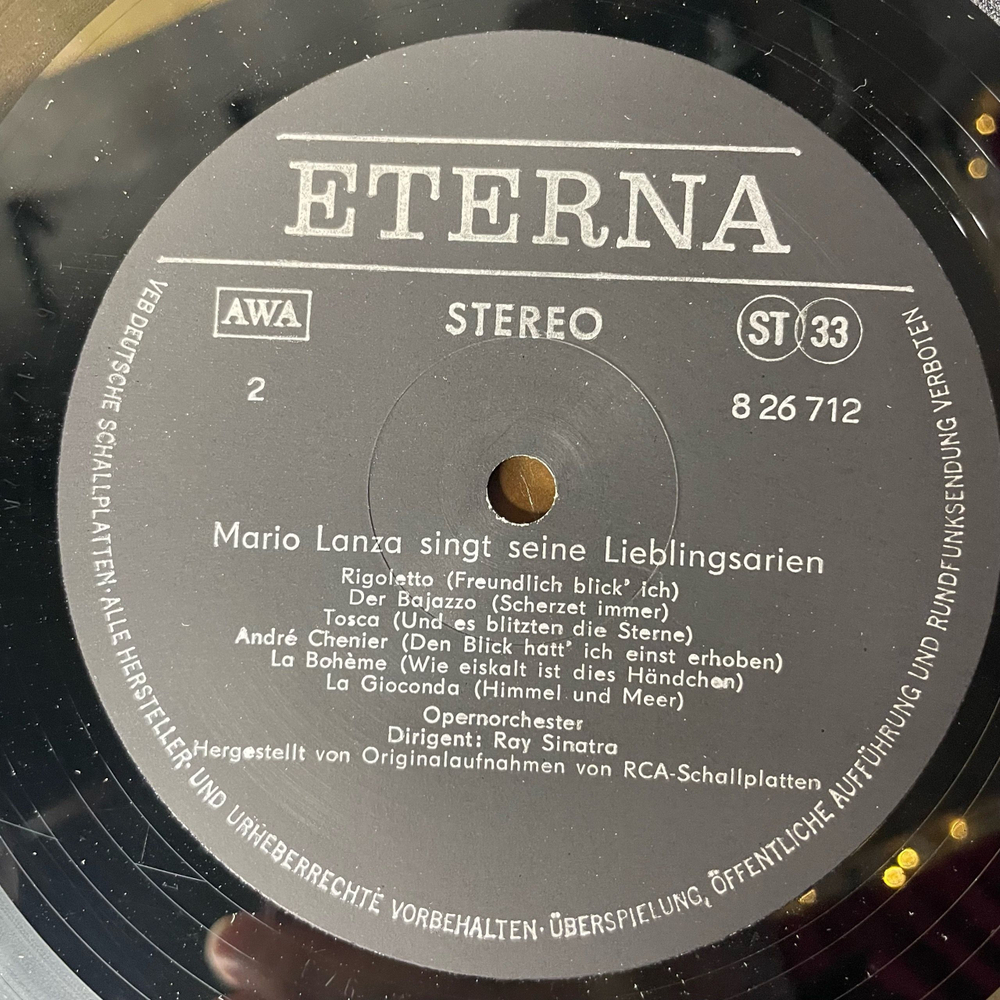 ETERNA
AWA
STEREO
ST 33
2
8 26 712
Mario Lanza singt seine Lieblingsarien
Rigoletto (Freundlich blick' ich)
Der Bajazzo (Scherzet immer)
Tosca (Und es blitzten die Sterne)
André Chenier (Den Blick hatt' ich einst erhoben)
La Bohème (Wie eiskalt ist dies Händchen)
La Gioconda (Himmel und Meer)
Opernorchester
Dirigent: Ray Sinatra
Hergestellt von Originalaufnahmen von RCA-Schallplatten
VEB DEUTSCHE SCHALLPLATTEN · ALLE HERSTELLER- UND URHEBERRECHTE VORBEHALTEN · ÜBERSPIELUNG, ÖFFENTLICHE AUFFÜHRUNG UND RUNDFUNKSENDUNG VERBOTEN